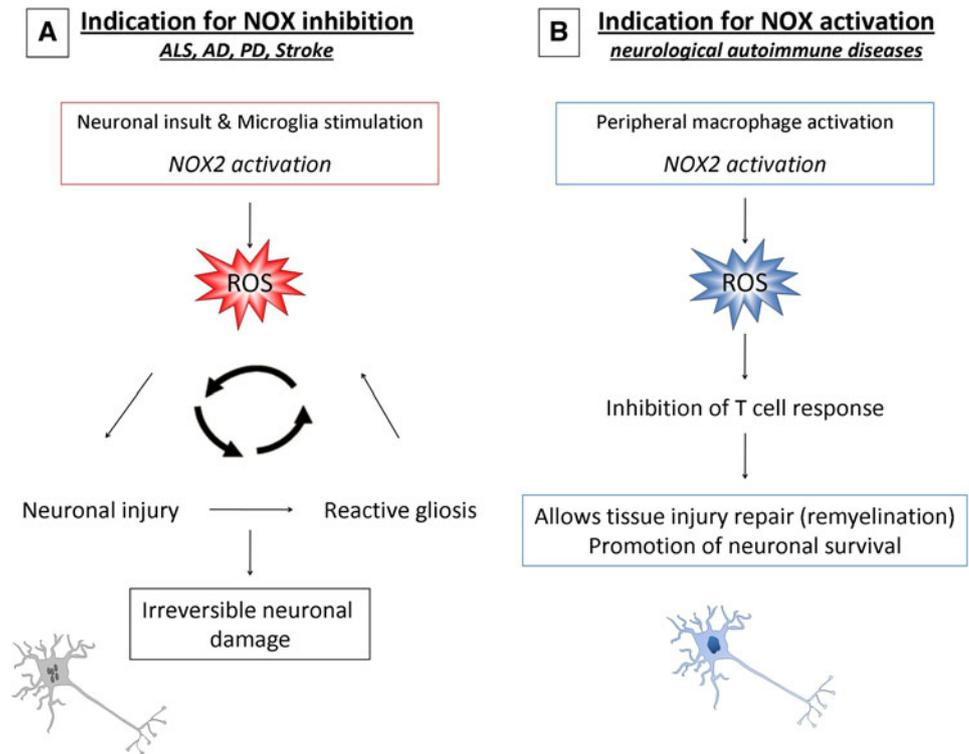 A
Indication for NOX inhibition
ALS, AD, PD, Stroke
Neuronal insult & Microglia stimulation
NOX2 activation
ROS
Neuronal injury
Reactive gliosis
Irreversible neuronal
damage
B
Indication for NOX activation
neurological autoimmune diseases
Peripheral macrophage activation
NOX2 activation
ROS
Inhibition of T cell response
Allows tissue injury repair (remyelination)
Promotion of neuronal survival